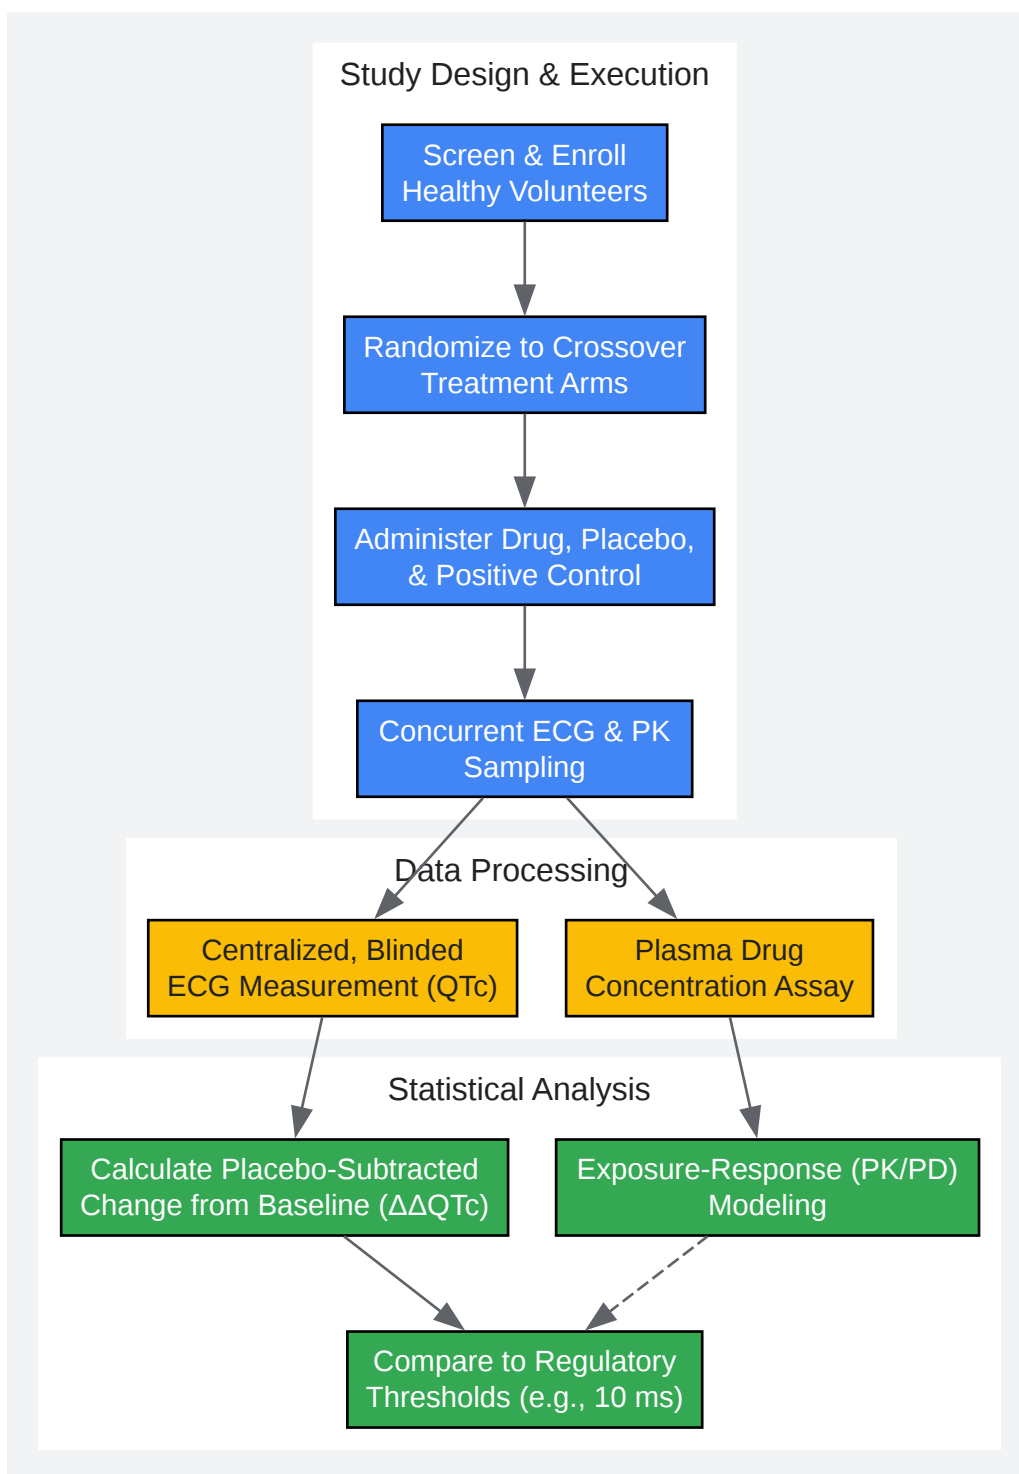 Study Design & Execution
Screen & Enroll
Healthy Volunteers
Randomize to Crossover
Treatment Arms
Administer Drug, Placebo,
& Positive Control
Concurrent ECG & PK
Sampling
Data Processing
Centralized, Blinded
ECG Measurement (QTc)
Plasma Drug
Concentration Assay
Statistical Analysis
Calculate Placebo-Subtracted
Change from Baseline (ΔΔQTc)
Exposure-Response (PK/PD)
Modeling
Compare to Regulatory
Thresholds (e.g., 10 ms)